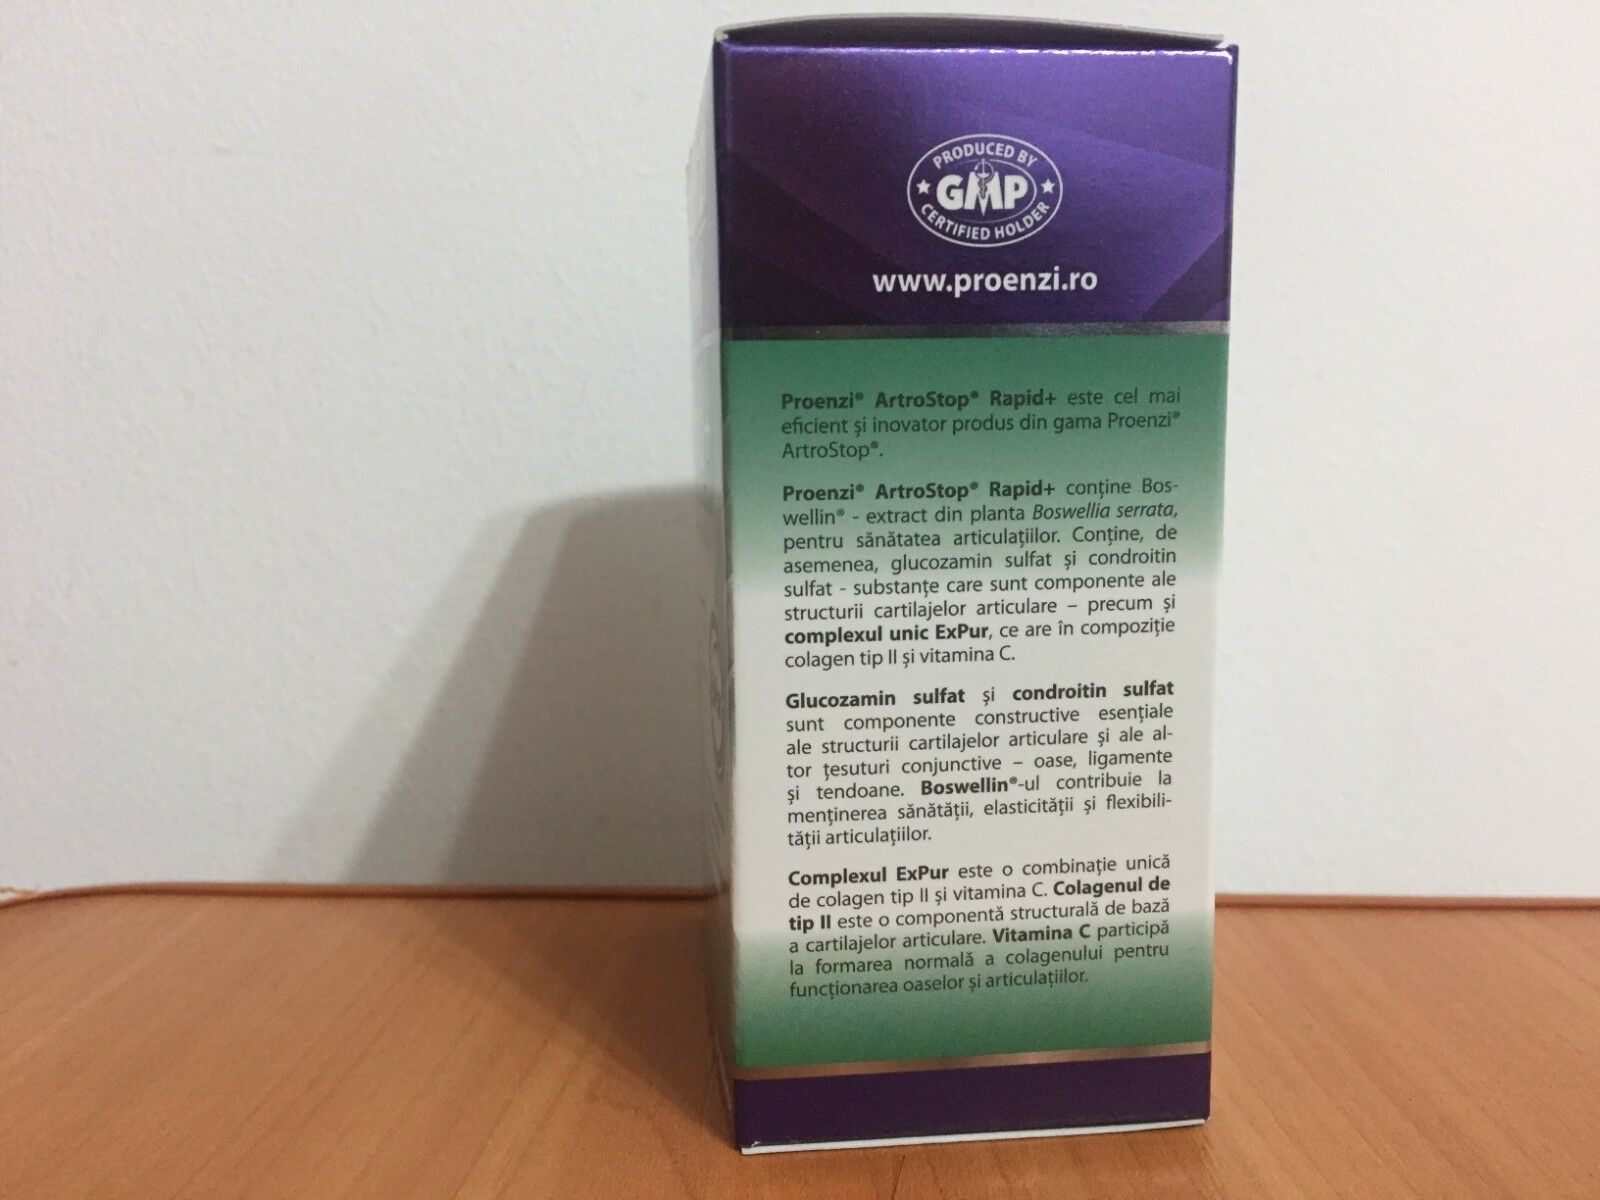 PRODUCED BY
GMP
CERTIFIED HOLDER
www.proenzi.ro
Proenzi® ArtroStop® Rapid+ este cel mai
eficient și inovator produs din gama Proenzi®
ArtroStop®.
Proenzi® ArtroStop® Rapid+ conține Bos-
wellin® - extract din planta Boswellia serrata,
pentru sănătatea articulațiilor. Conține, de
asemenea, glucozamin sulfat și condroitin
sulfat - substanțe care sunt componente ale
structurii cartilajelor articulare – precum și
complexul unic ExPur, ce are în compoziție
colagen tip II și vitamina C.
Glucozamin sulfat și condroitin sulfat
sunt componente constructive esențiale
ale structurii cartilajelor articulare și ale al-
tor țesuturi conjunctive – oase, ligamente
și tendoane. Boswellin®-ul contribuie la
menținerea sănătății, elasticității și flexibili-
tății articulațiilor.
Complexul ExPur este o combinație unică
de colagen tip II și vitamina C. Colagenul de
tip II este o componentă structurală de bază
a cartilajelor articulare. Vitamina C participă
la formarea normală a colagenului pentru
funcționarea oaselor și articulațiilor.